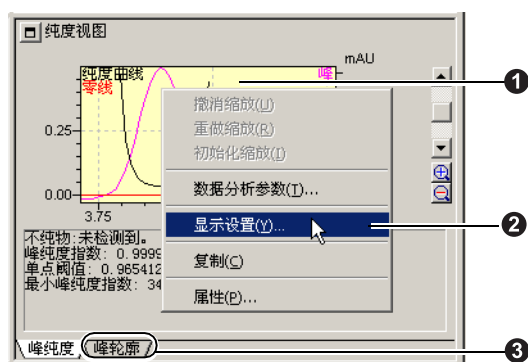 纯度视图
mAU
纯度曲线
峰
零线
❶
撤消缩放(U)
重做缩放(R)
0.25
初始化缩放(I)
0.00
数据分析参数(T)...
3.75
显示设置(Y)...
❷
不纯物:未检测到。
峰纯度指数: 0.9999
复制(C)
单点阈值: 0.965412
最小峰纯度指数: 34
属性(P)...
峰纯度
峰轮廓
❸